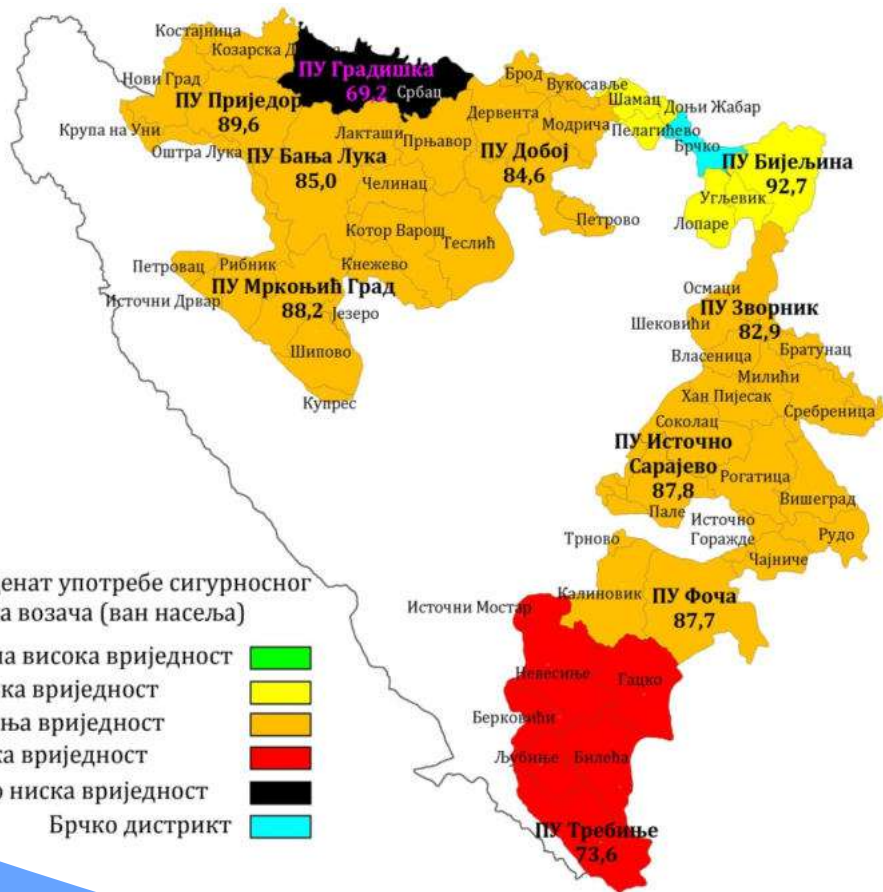 Костајница
Козарска
ПУ Градишка
69,2
Србац
Нови Град
ПУ Приједор
89,6
Крупа на Уни
Оштра Лука
Лакташи
ПУ Бања Лука
85,0
Прњавор
Челинац
Котор Варош
Кнежево
Теслић
Брод
Вукосавље
Дервента
Модрича
ПУ Добој
84,6
Петрово
Шамац
Доњи Жабар
Пелагићево
Брчко
ПУ Бијељина
92,7
Угљевик
Лопаре
Петровац
Рибник
Источни Дрвар
ПУ Мркоњић Град
88,2
Језеро
Шипово
Купрес
Осмаци
ПУ Зворник
82,9
Шековићи
Власеница
Братунац
Милићи
Хан Пијесак
Сребреница
Соколац
ПУ Источно
Сарајево
87,8
Рогатица
Вишеград
Пале
Источно
Горажде
Рудо
Чајниче
Трново
Калиновик
ПУ Фоча
87,7
Источни Мостар
Невесиње
Гацко
Берковићи
Љубиње
Билећа
ПУ Требиње
73,6
употребе сигурносног
возача (ван насеља)
висока вриједност
вриједност
вриједност
вриједност
ниска вриједност
Брчко дистрикт